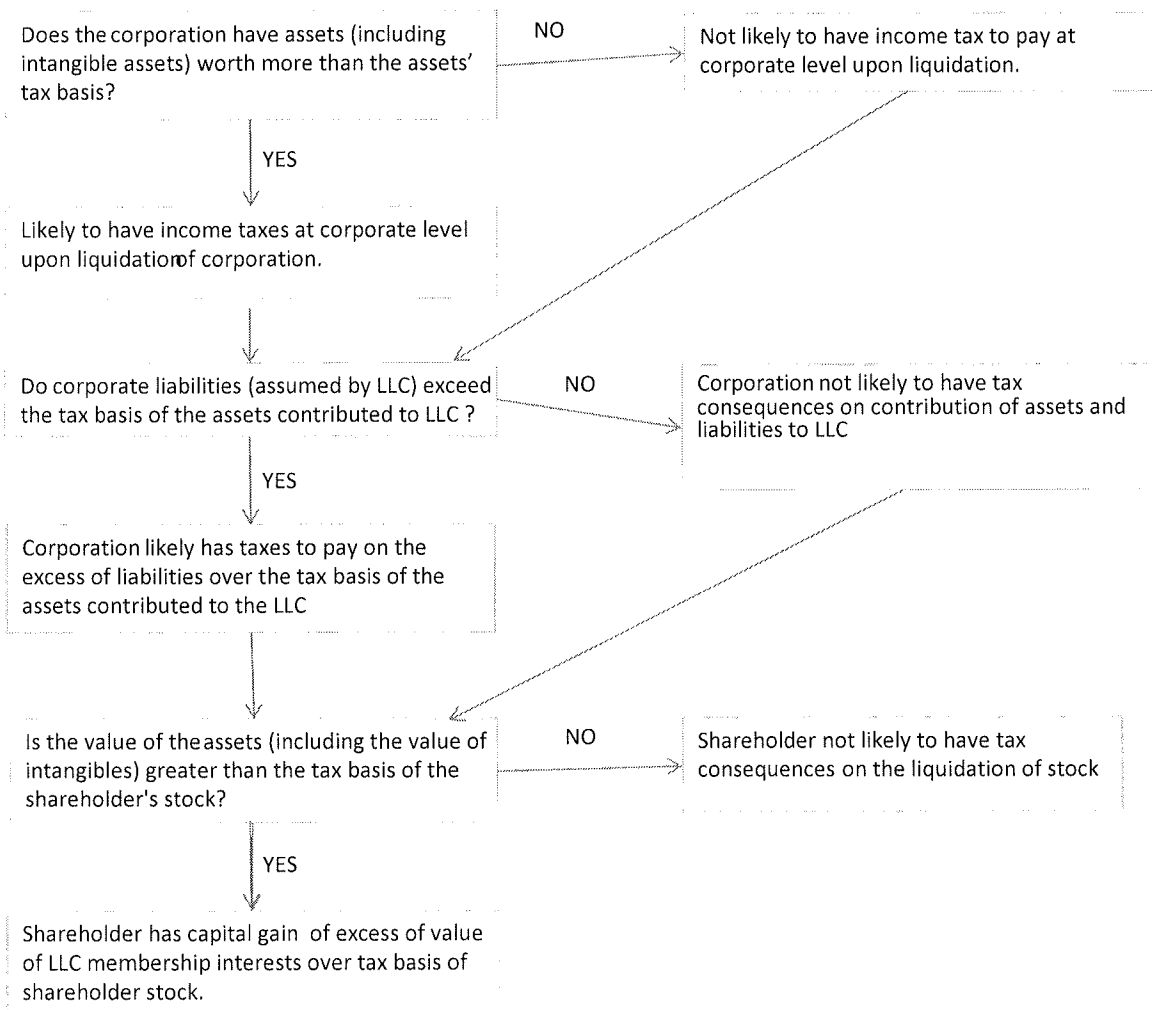 Does the corporation have assets (including
intangible assets) worth more than the assets'
tax basis?
NO
Not likely to have income tax to pay at
corporate level upon liquidation.
YES
Likely to have income taxes at corporate level
upon liquidation of corporation.
Do corporate liabilities (assumed by LLC) exceed
the tax basis of the assets contributed to LLC ?
NO
Corporation not likely to have tax
consequences on contribution of assets and
liabilities to LLC
YES
Corporation likely has taxes to pay on the
excess of liabilities over the tax basis of the
assets contributed to the LLC
Is the value of the assets (including the value of
intangibles) greater than the tax basis of the
shareholder's stock?
NO
Shareholder not likely to have tax
consequences on the liquidation of stock
YES
Shareholder has capital gain of excess of value
of LLC membership interests over tax basis of
shareholder stock.